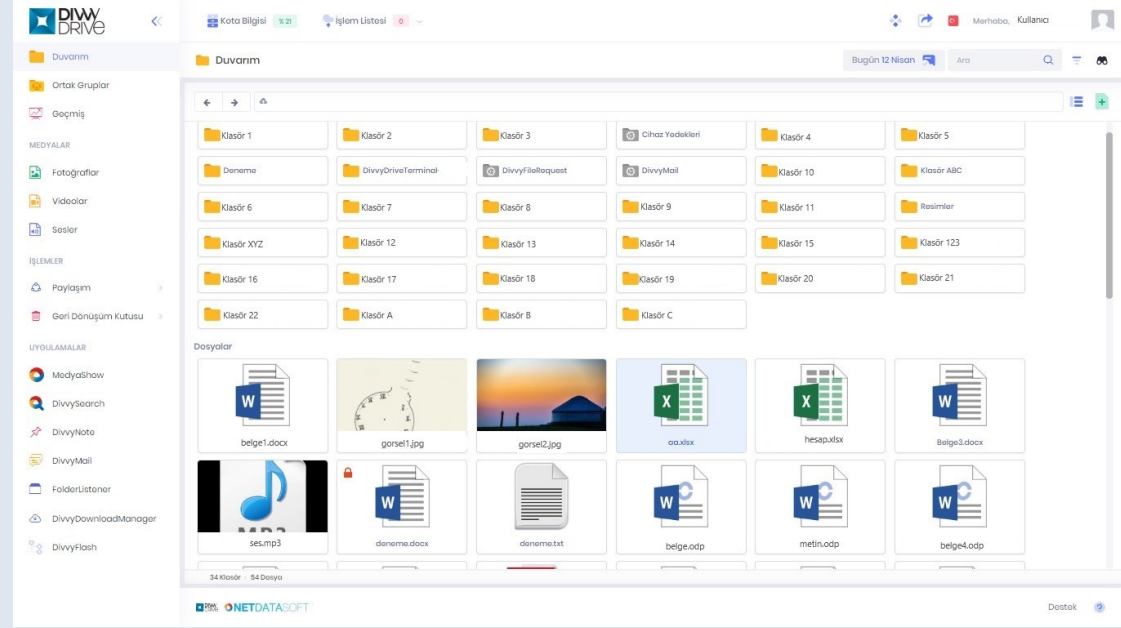 DIVVY DRIVE
Kota Bilgisi % 21 İşlem Listesi 0
Merhaba, Kullanıcı
Duvarım
Ortak Gruplar
Geçmiş
MEDYALAR
Fotoğraflar
Videolar
Sesler
İŞLEMLER
Paylaşım
Geri Dönüşüm Kutusu
UYGULAMALAR
MedyaShow
DivvySearch
DivvyNote
DivvyMail
FolderListener
DivvyDownloadManager
DivvyFlash
Duvarım
Bugün 12 Nisan Ara
Klasör 1 Klasör 2 Klasör 3 Cihaz Yedekleri Klasör 4 Klasör 5
Deneme DivvyDriveTerminal DivvyFileRequest DivvyMail Klasör 10 Klasör ABC
Klasör 6 Klasör 7 Klasör 8 Klasör 9 Klasör 11 Resimler
Klasör XYZ Klasör 12 Klasör 13 Klasör 14 Klasör 15 Klasör 123
Klasör 16 Klasör 17 Klasör 18 Klasör 19 Klasör 20 Klasör 21
Klasör 22 Klasör A Klasör B Klasör C
Dosyalar
belge1.docx gorsel1.jpg gorsel2.jpg aa.xlsx hesap.xlsx Belge3.docx
ses.mp3 deneme.docx deneme.txt belge.odp metin.odp belge4.odp
34 Klasör 54 Dosya
NETDATASOFT
Destek